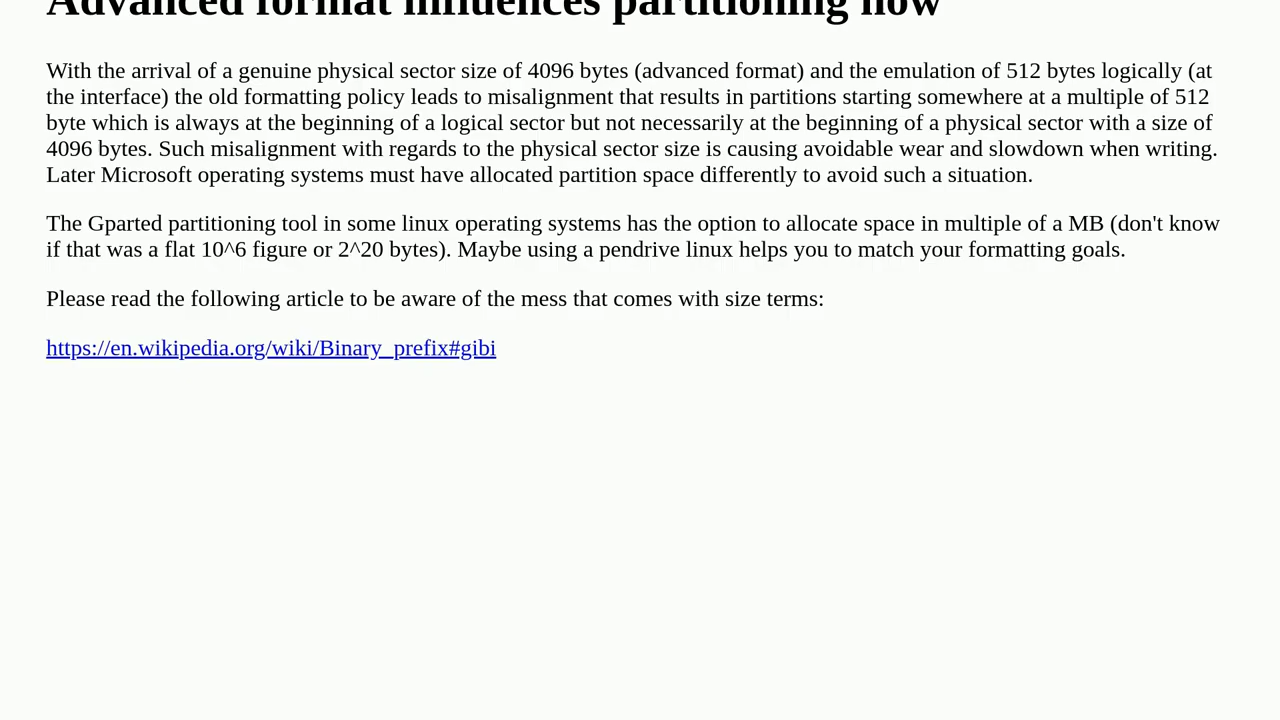 Advanced format influences partitioning now
With the arrival of a genuine physical sector size of 4096 bytes (advanced format) and the emulation of 512 bytes logically (at
the interface) the old formatting policy leads to misalignment that results in partitions starting somewhere at a multiple of 512
byte which is always at the beginning of a logical sector but not necessarily at the beginning of a physical sector with a size of
4096 bytes. Such misalignment with regards to the physical sector size is causing avoidable wear and slowdown when writing.
Later Microsoft operating systems must have allocated partition space differently to avoid such a situation.
The Gparted partitioning tool in some linux operating systems has the option to allocate space in multiple of a MB (don't know
if that was a flat 10^6 figure or 2^20 bytes). Maybe using a pendrive linux helps you to match your formatting goals.
Please read the following article to be aware of the mess that comes with size terms:
https://en.wikipedia.org/wiki/Binary_prefix#gibi